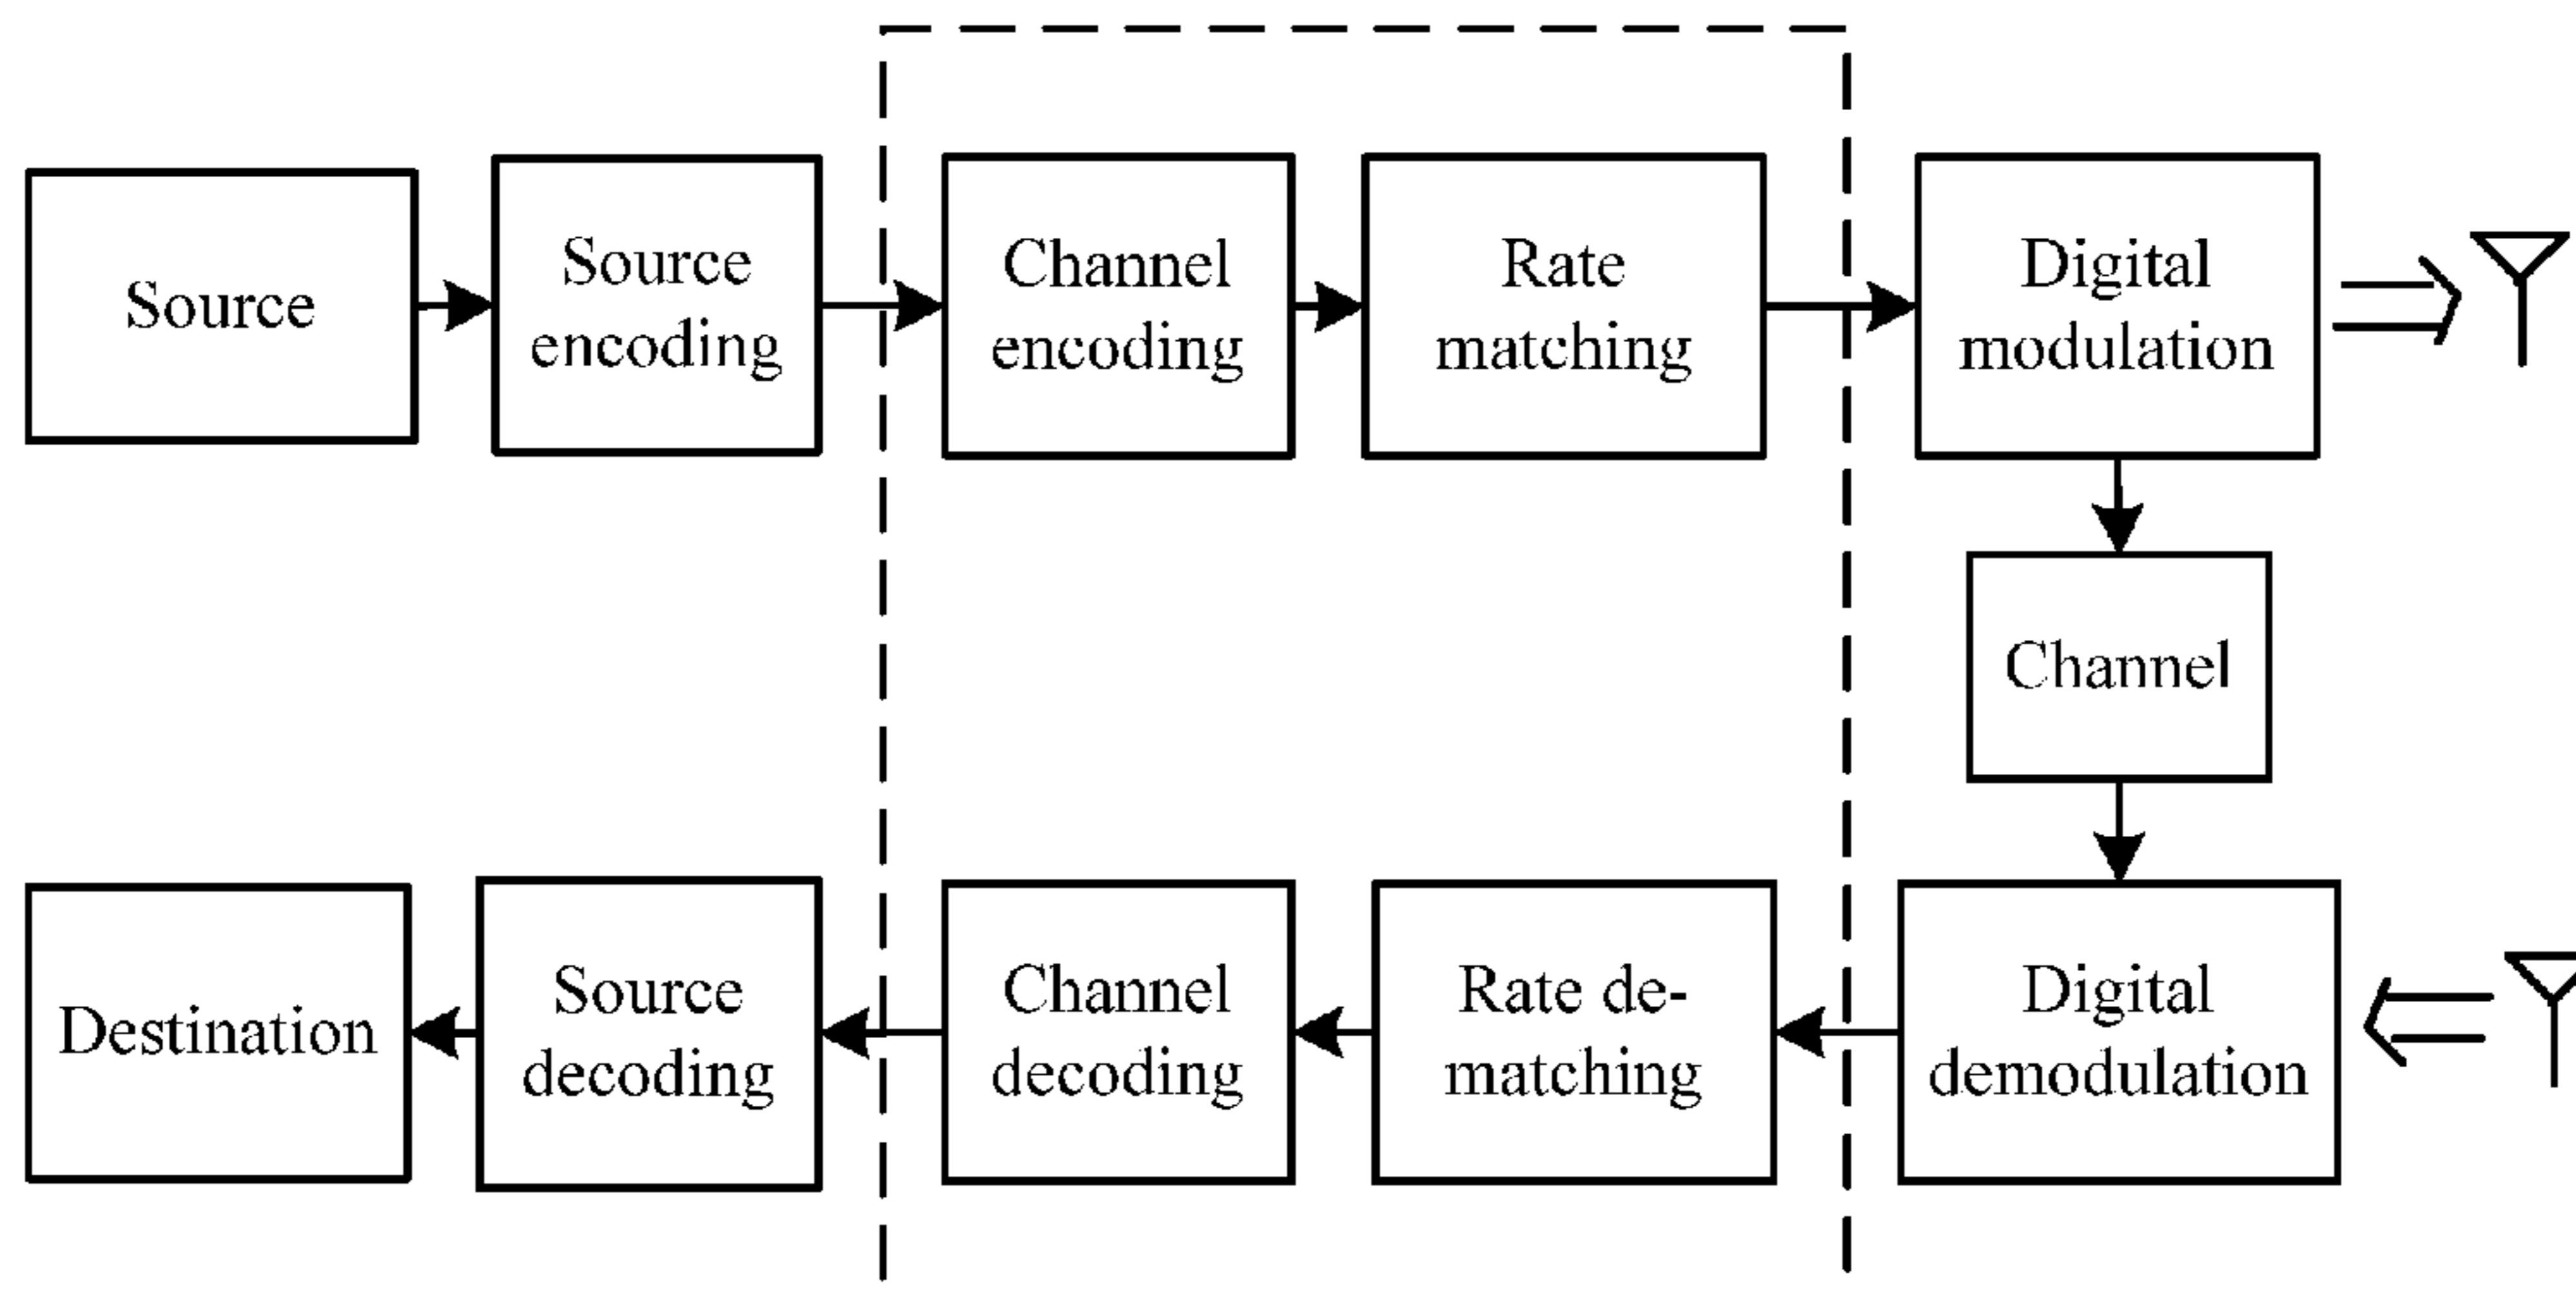 Source
Source
encoding
Channel
encoding
Rate
matching
Digital
modulation
Channel
Destination
Source
decoding
Channel
decoding
Rate de-
matching
Digital
demodulation